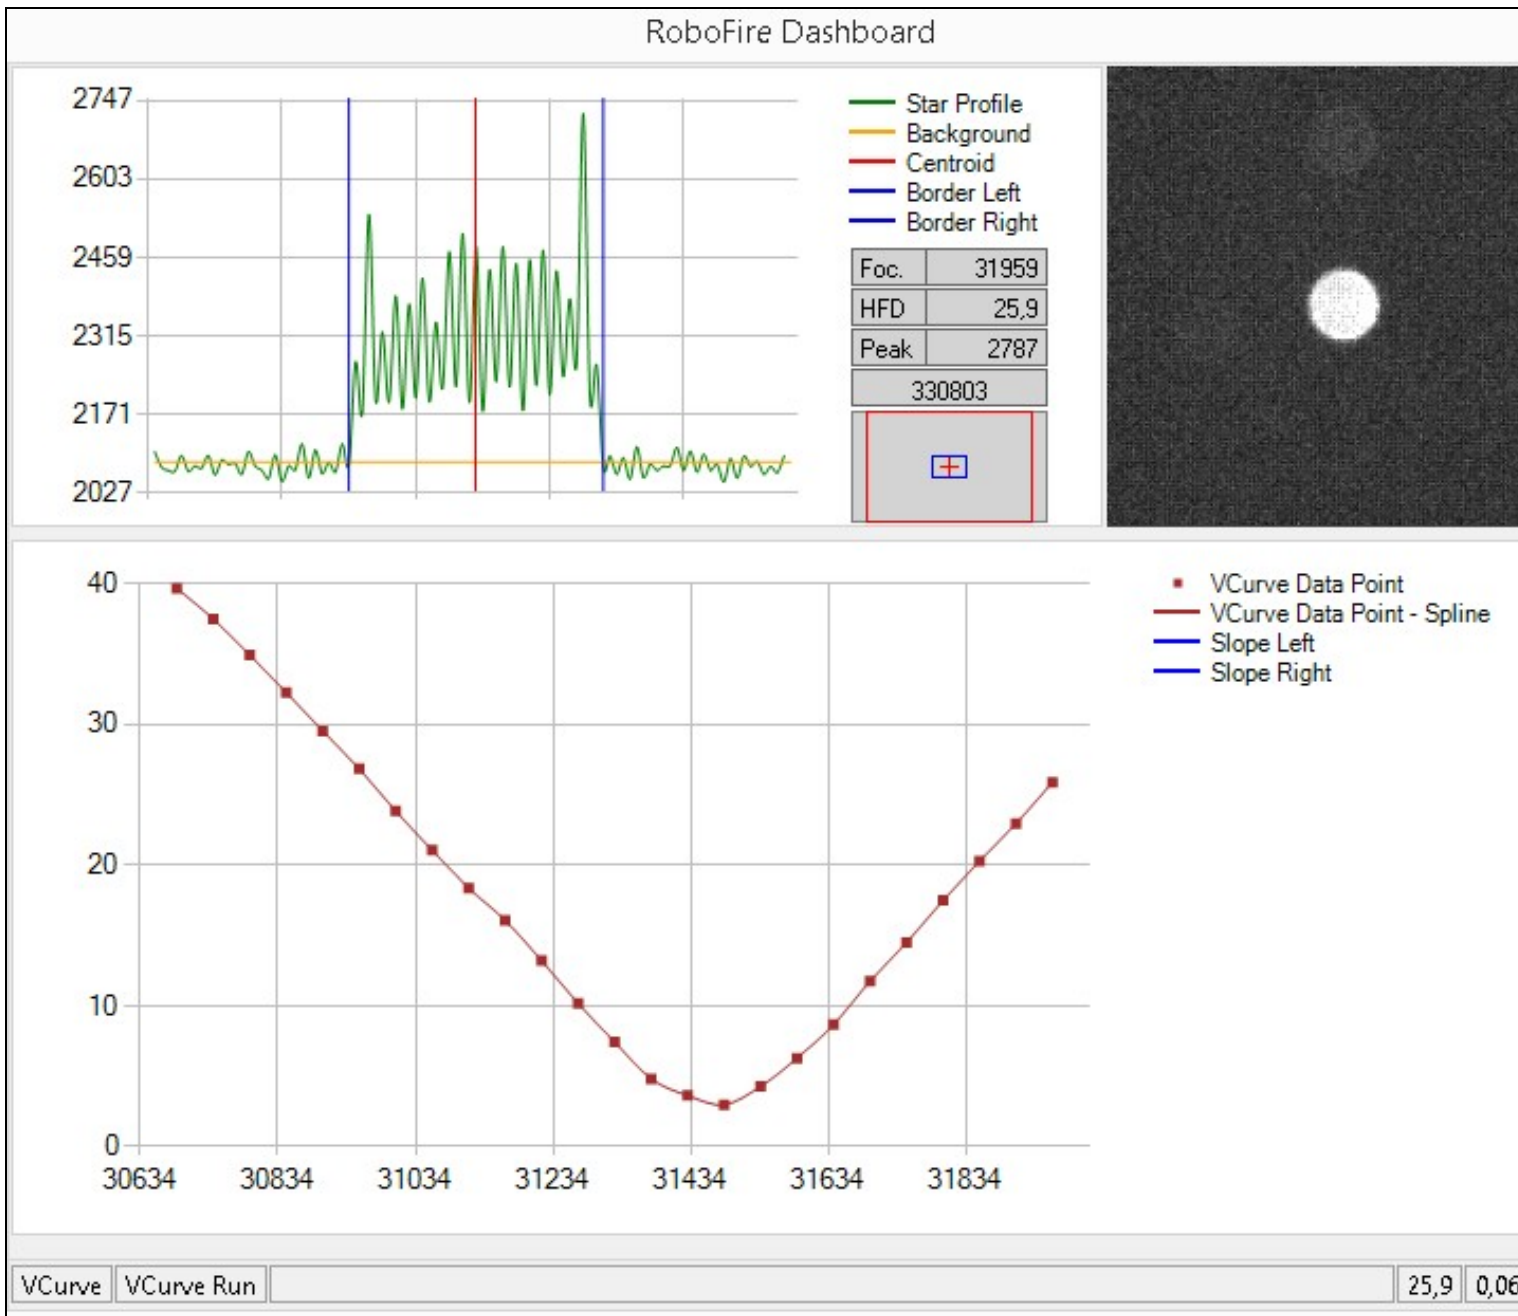 RoboFire Dashboard
2747
2603
2459
2315
2171
2027
Star Profile
Background
Centroid
Border Left
Border Right
Foc. 31959
HFD 25,9
Peak 2787
330803
40
30
20
10
0
30634 30834 31034 31234 31434 31634 31834
VCurve Data Point
VCurve Data Point - Spline
Slope Left
Slope Right
VCurve VCurve Run 25,9 0,06